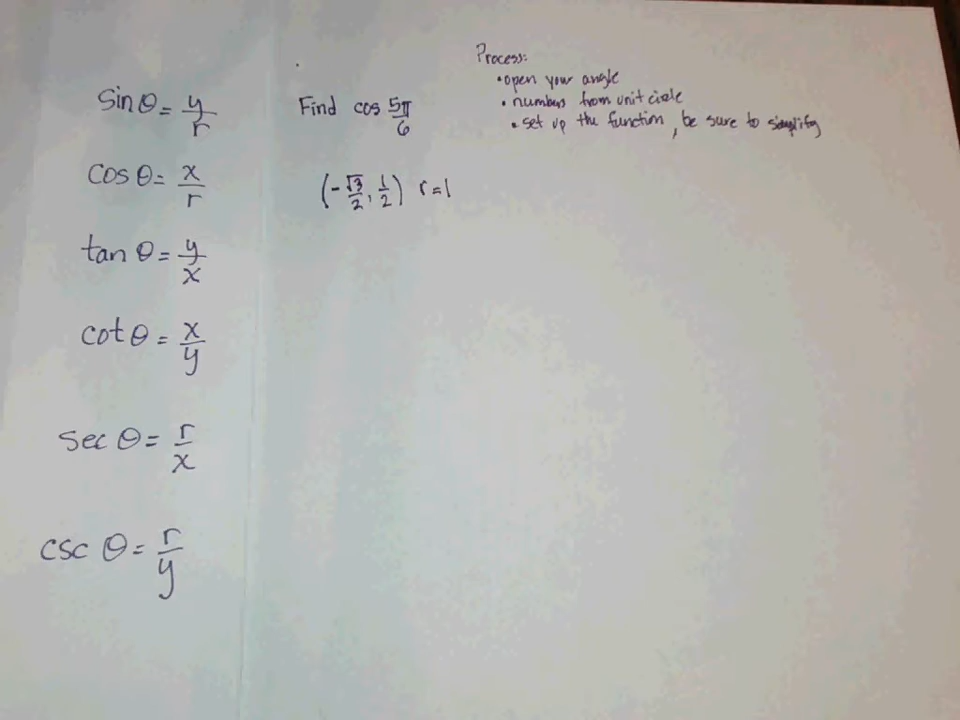 Process:
• open your angle
• numbers from unit circle
• set up the function, be sure to simplify
sin θ = y/r
Find cos 5π/6
cos θ = x/r
(-√3/2, 1/2) r=1
tan θ = y/x
cot θ = x/y
sec θ = r/x
csc θ = r/y